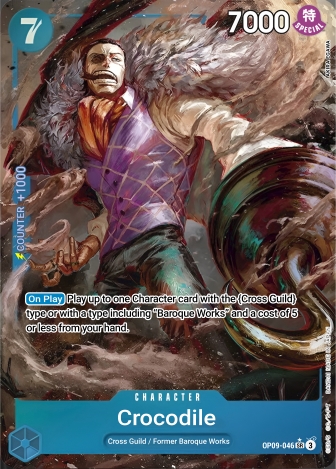 7
7000
特
SPECIAL
COUNTER +1000
On Play Play up to one Character card with the {Cross Guild}
type or with a type including "Baroque Works" and a cost of 5
or less from your hand.
CHARACTER
Crocodile
Cross Guild / Former Baroque Works
OP09-046 SR 3